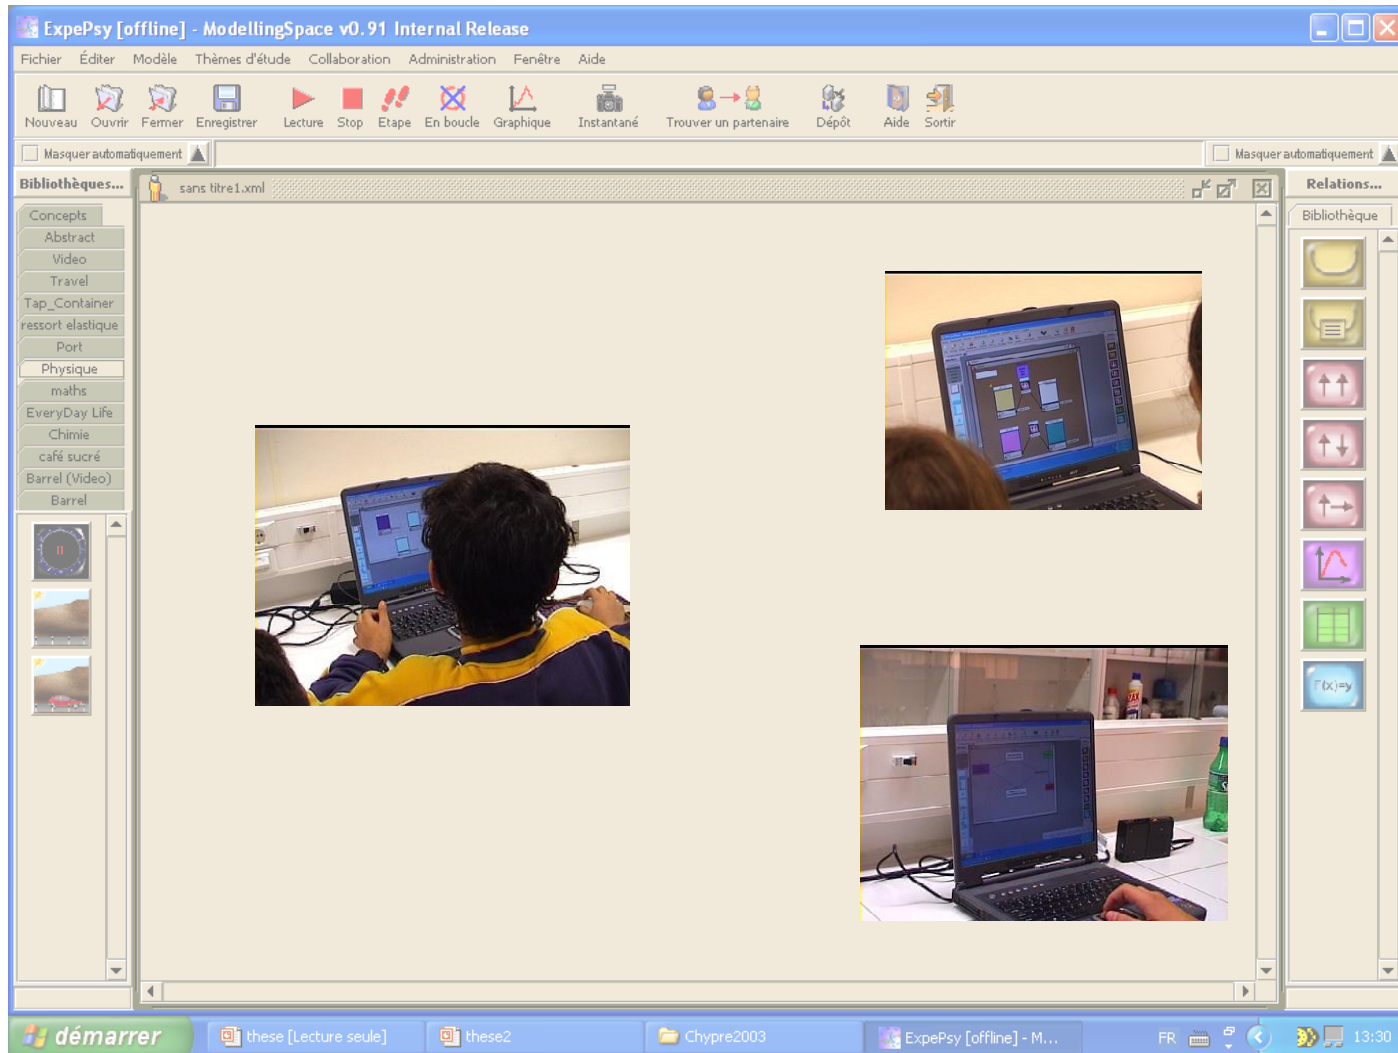 ExpePsy [offline] - ModellingSpace v0.91 Internal Release
Fichier Éditer Modèle Thèmes d'étude Collaboration Administration Fenêtre Aide
Nouveau Ouvrir Fermer Enregistrer Lecture Stop Etape En boucle Graphique Instantané Trouver un partenaire Dépôt Aide Sortir
Masquer automatiquement Masquer automatiquement
Bibliothèques... sans titre1.xml Relations...
Concepts
Bibliothèque
Abstract
Video
Travel
Tap_Container
ressort elastique
Port
Physique
maths
EveryDay Life
Chimie
café sucré
Barrel (Video)
Barrel
F(x)=y
démarrer these [Lecture seule] these2 Chypre2003 ExpePsy [offline] - M... FR 13:30